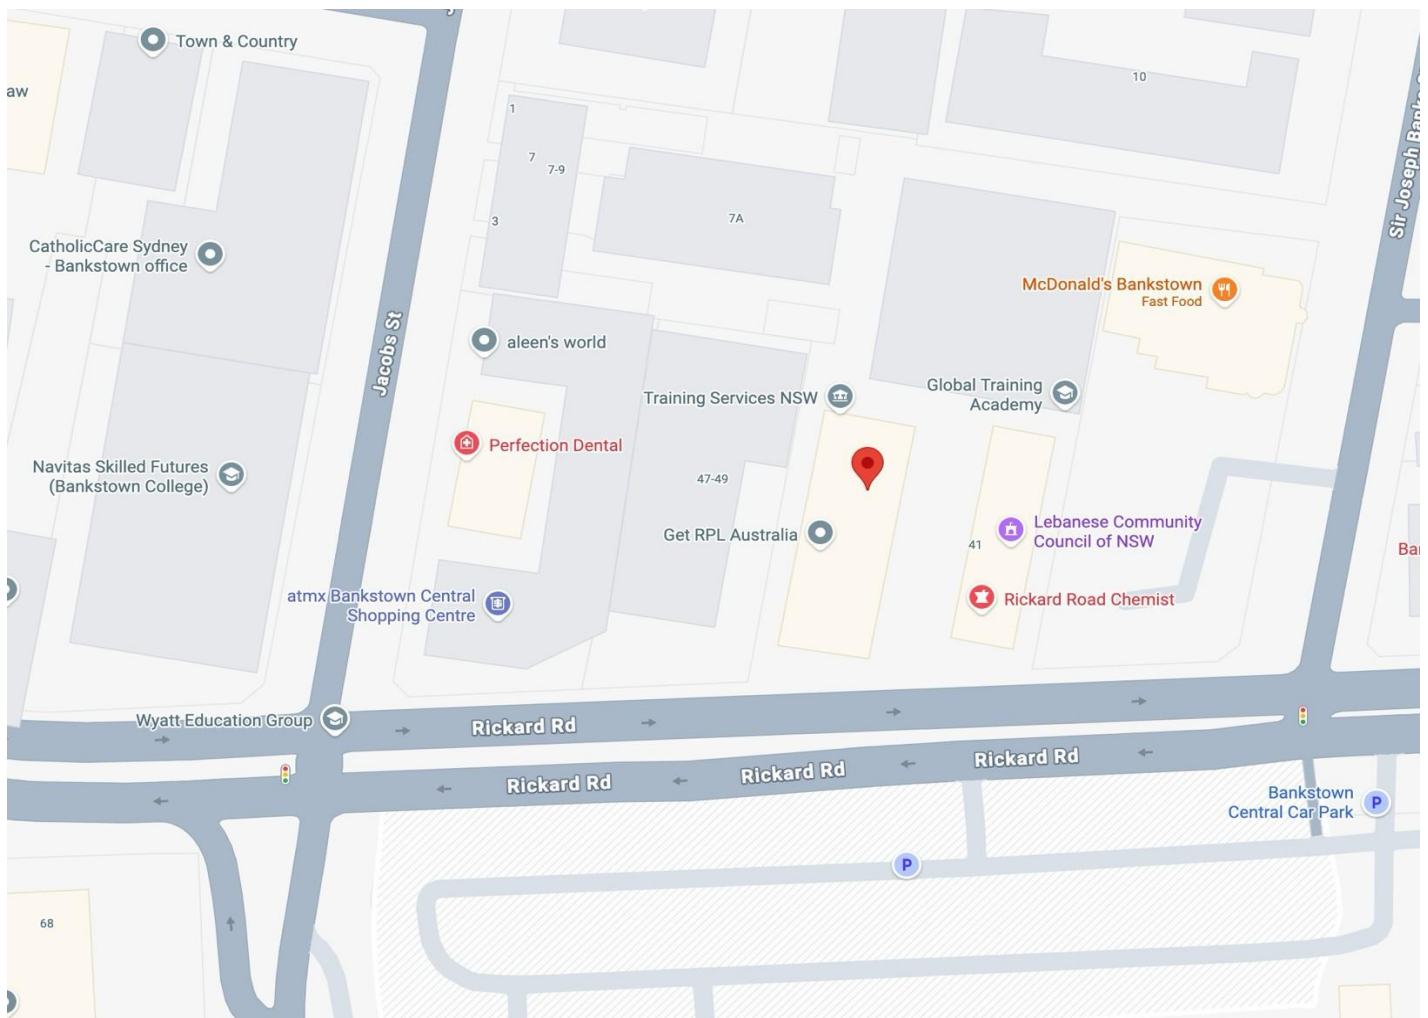 Town & Country
aw
10
1
7
7-9
3
7A
CatholicCare Sydney
- Bankstown office
McDonald's Bankstown
Fast Food
Jacobs St
aleen's world
Training Services NSW
Global Training
Academy
Perfection Dental
Navitas Skilled Futures
(Bankstown College)
47-49
Get RPL Australia
Lebanese Community
Council of NSW
41
Rickard Road Chemist
atmx Bankstown Central
Shopping Centre
Wyatt Education Group
Rickard Rd
Rickard Rd
Rickard Rd
Rickard Rd
Bankstown
Central Car Park
P
P
68
Sir Joseph Banks
Ba